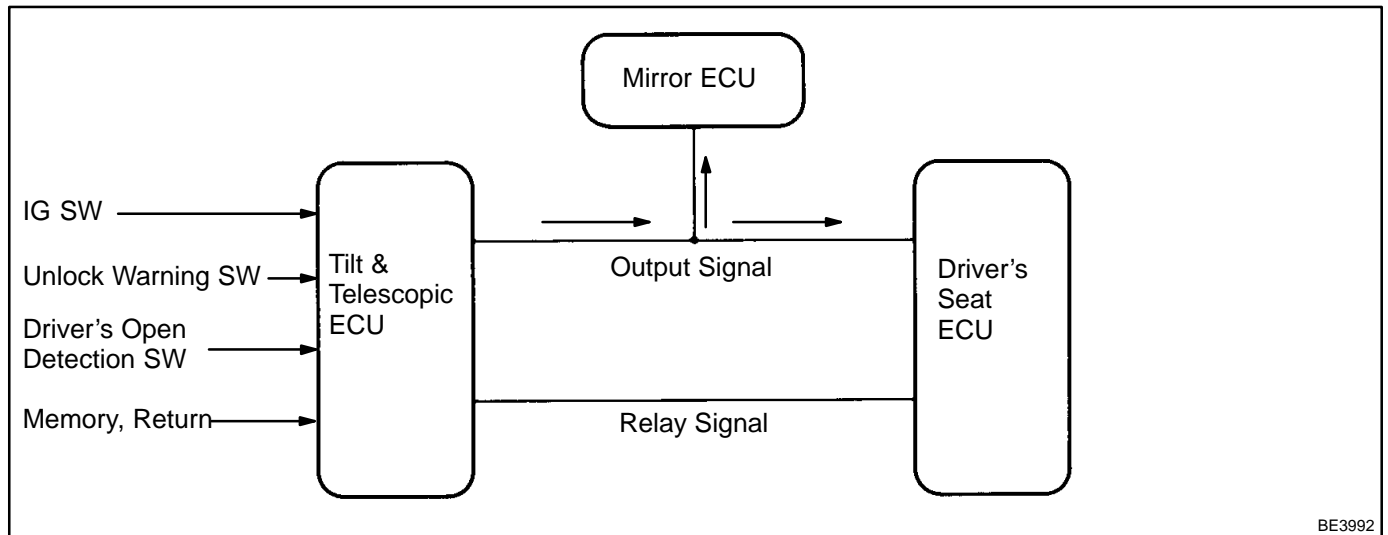 Mirror ECU
IG SW
Unlock Warning SW
Driver’s Open
Detection SW
Memory, Return
Tilt &
Telescopic
ECU
Output Signal
Relay Signal
Driver’s
Seat
ECU
BE3992